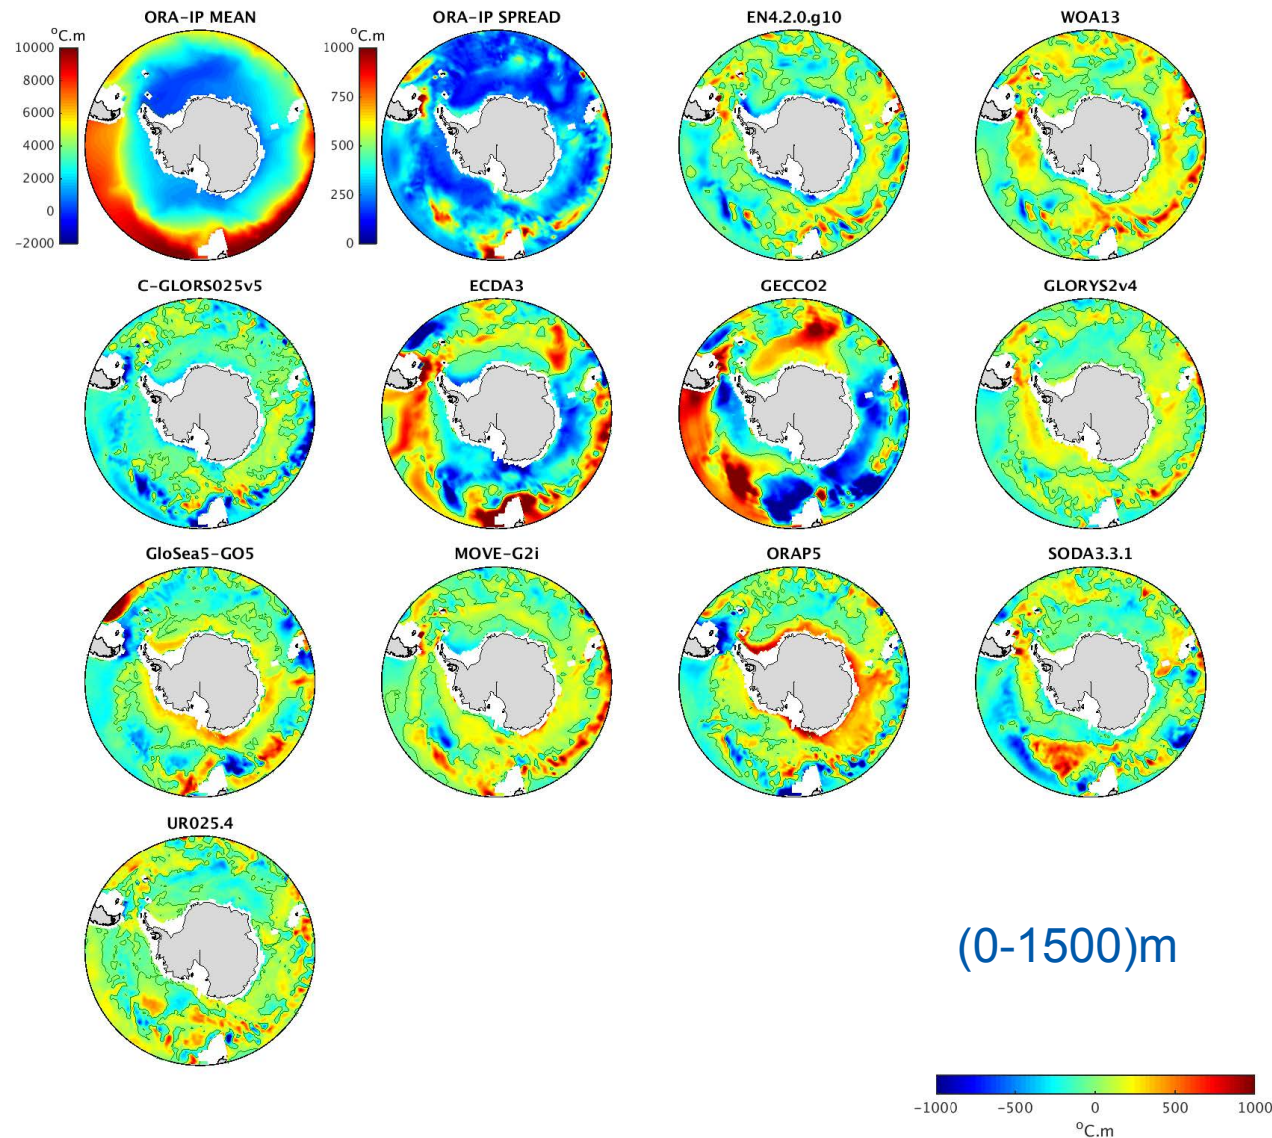 ORA-IP MEAN
ORA-IP SPREAD
EN4.2.0.g10
WOA13
°C.m
10000
8000
6000
4000
2000
0
-2000
°C.m
1000
750
500
250
0
C-GLORS025v5
ECDA3
GECCO2
GLORYS2v4
GloSea5-GO5
MOVE-G2i
ORAP5
SODA3.3.1
UR025.4
(0-1500)m
-1000 -500 0 500 1000
°C.m